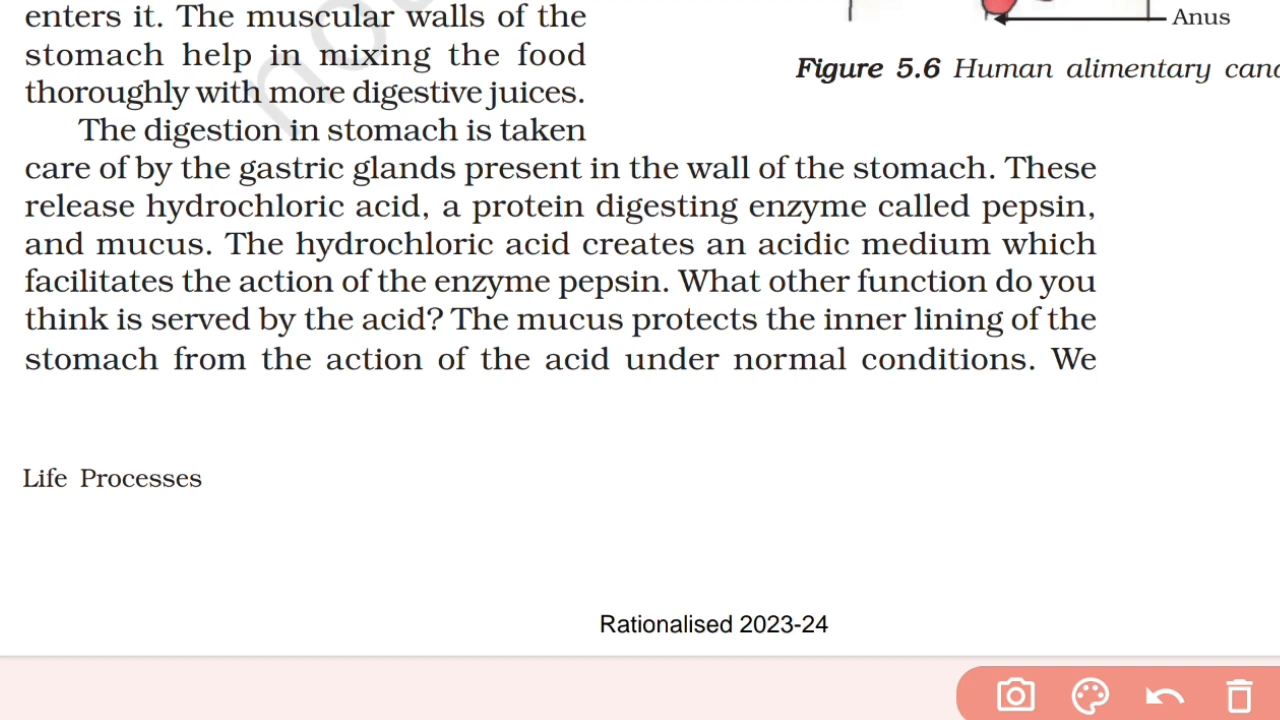 enters it. The muscular walls of the
stomach help in mixing the food
thoroughly with more digestive juices.
Anus
Figure 5.6 Human alimentary
The digestion in stomach is taken
care of by the gastric glands present in the wall of the stomach. These
release hydrochloric acid, a protein digesting enzyme called pepsin,
and mucus. The hydrochloric acid creates an acidic medium which
facilitates the action of the enzyme pepsin. What other function do you
think is served by the acid? The mucus protects the inner lining of the
stomach from the action of the acid under normal conditions. We
Life Processes
Rationalised 2023-24